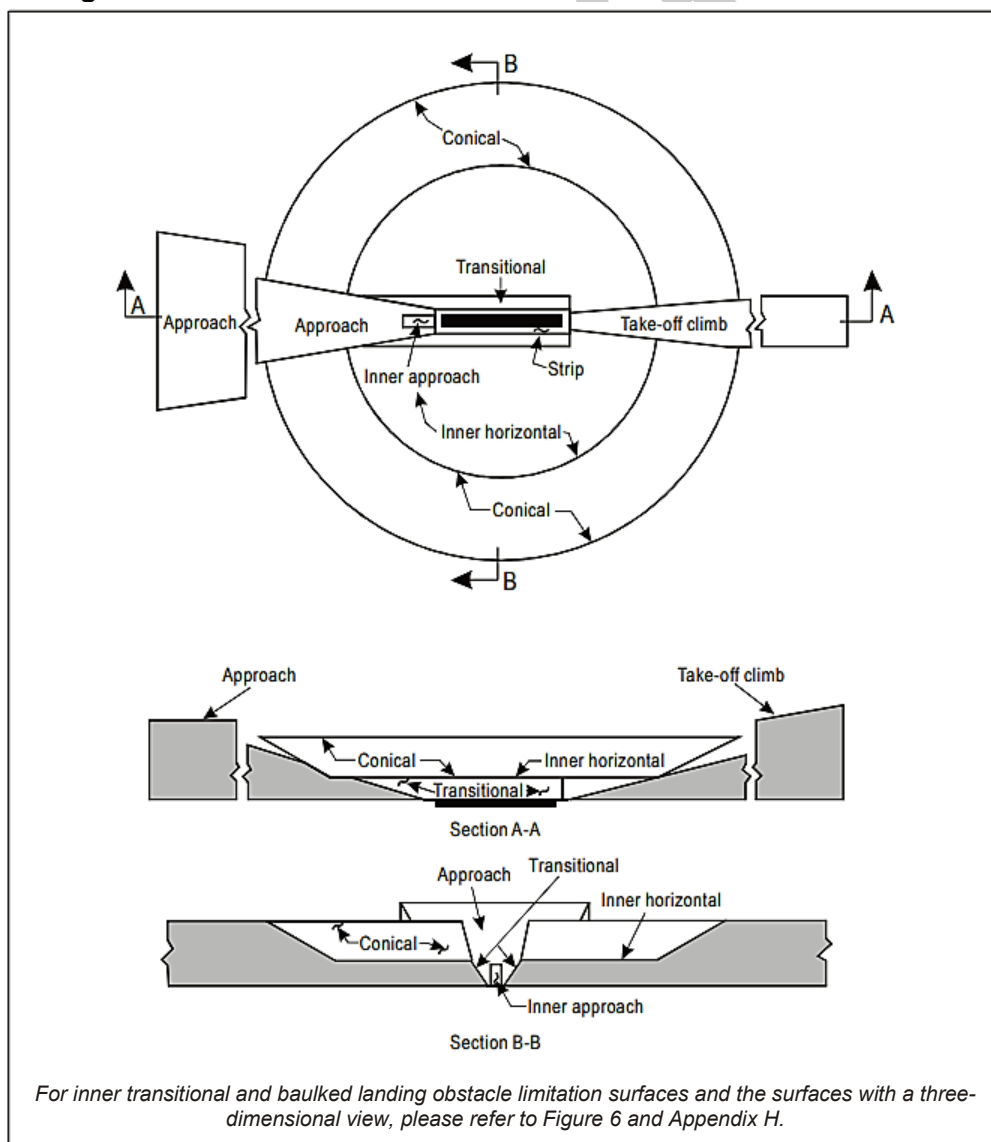 B
Conical
Transitional
A
A
Approach
Approach
Take-off climb
Strip
Inner approach
Inner horizontal
Conical
B
Approach
Take-off climb
Conical
Inner horizontal
Transitional
Section A-A
Transitional
Approach
Inner horizontal
Conical
Inner approach
Section B-B
For inner transitional and baulked landing obstacle limitation surfaces and the surfaces with a three-
dimensional view, please refer to Figure 6 and Appendix H.